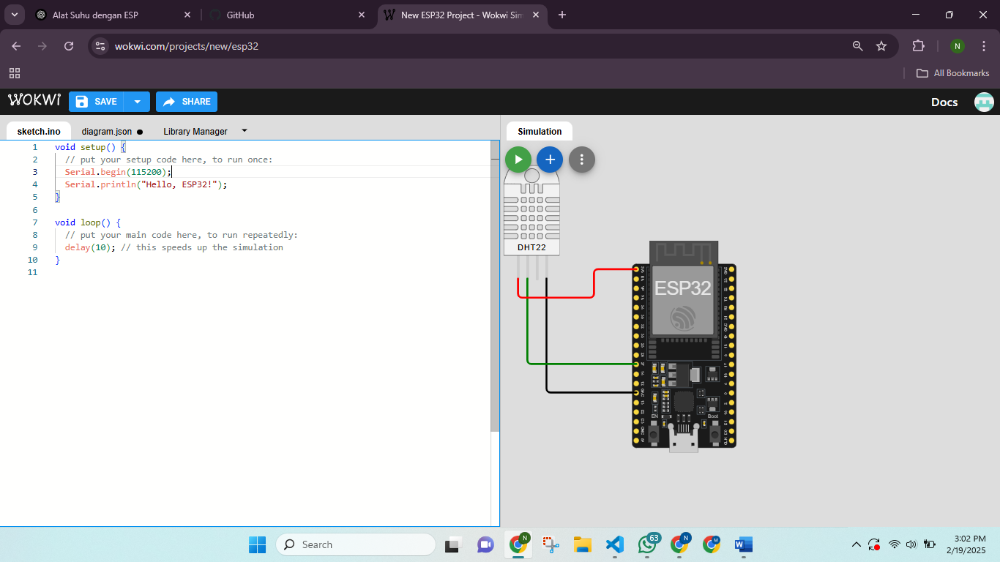 Alat Suhu dengan ESP
GitHub
New ESP32 Project - Wokwi Sim
wokwi.com/projects/new/esp32
N
All Bookmarks
WOKWi
SAVE
SHARE
Docs
sketch.ino
diagram.json
Library Manager
Simulation
1 void setup() {
2 // put your setup code here, to run once:
3 Serial.begin(115200);
4 Serial.println("Hello, ESP32!");
5 }
6
7 void loop() {
8 // put your main code here, to run repeatedly:
9 delay(10); // this speeds up the simulation
10 }
11
DHT22
ESP32
EN
Boot
Search
N
63
N
M
3:02 PM
2/19/2025